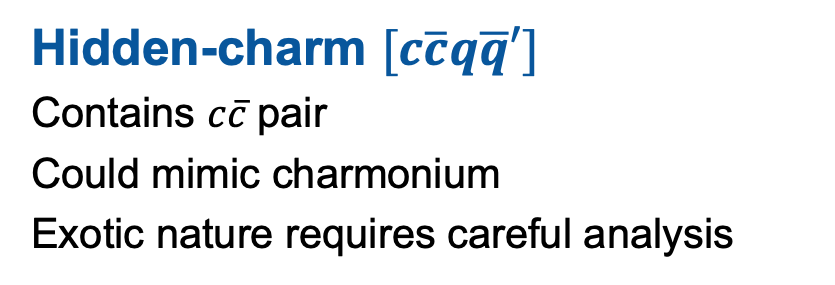 Hidden-charm [cc̄qq̄′]
Contains cc̄ pair
Could mimic charmonium
Exotic nature requires careful analysis